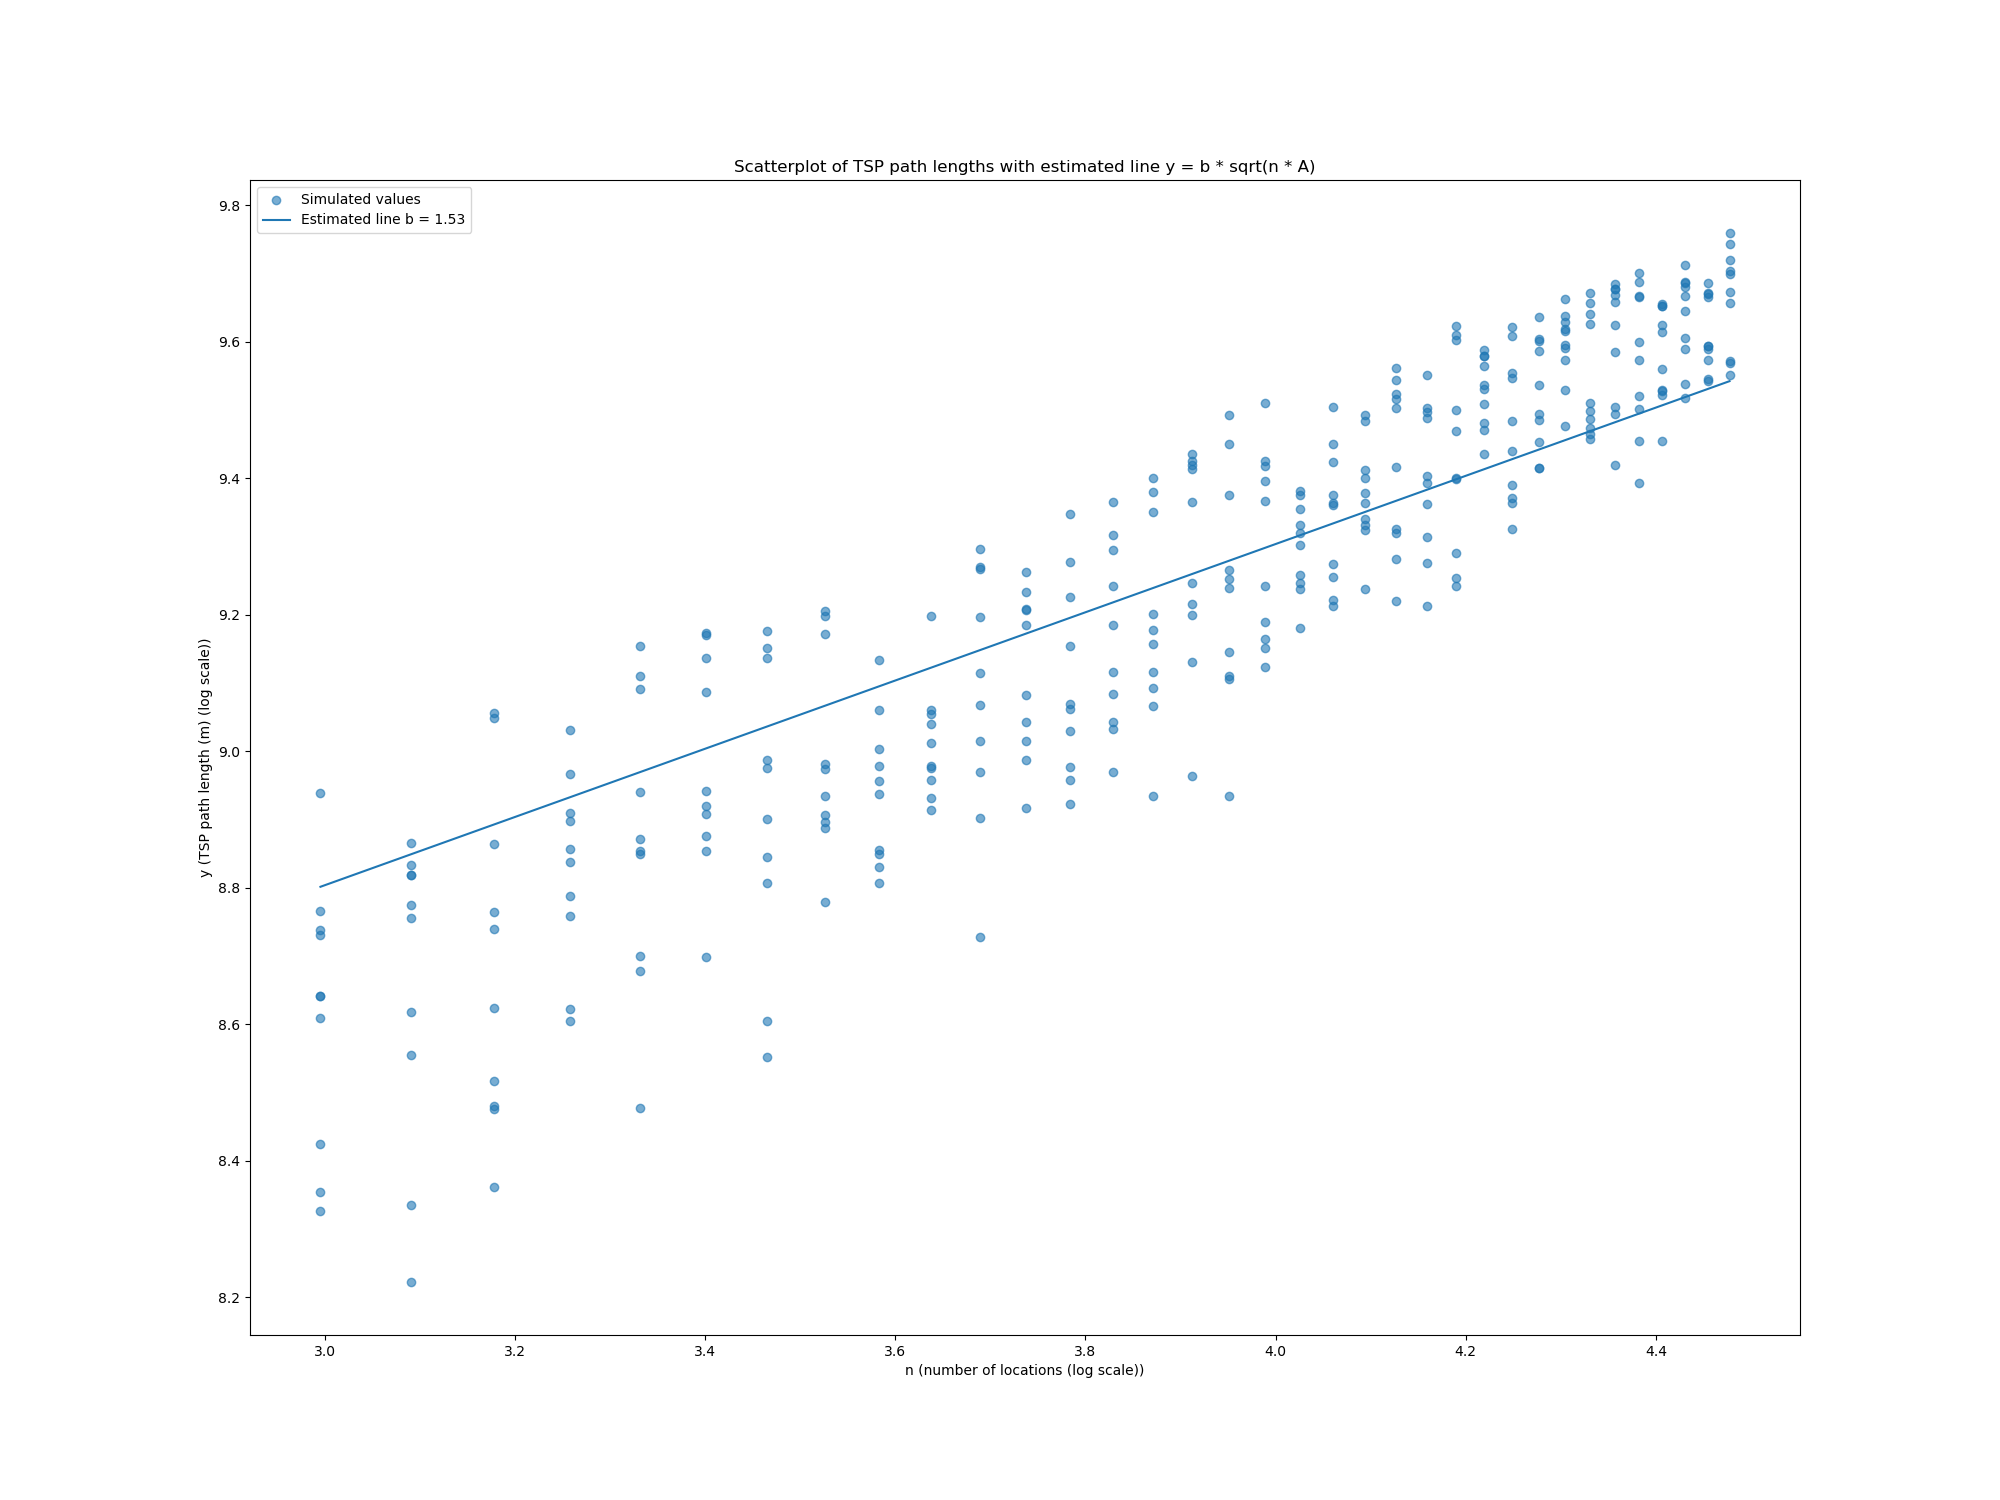 Scatterplot of TSP path lengths with estimated line y = b * sqrt(n * A)
Simulated values
Estimated line b = 1.53
y (TSP path length (m) (log scale))
9.8
9.6
9.4
9.2
9.0
8.8
8.6
8.4
8.2
3.0 3.2 3.4 3.6 3.8 4.0 4.2 4.4
n (number of locations (log scale))